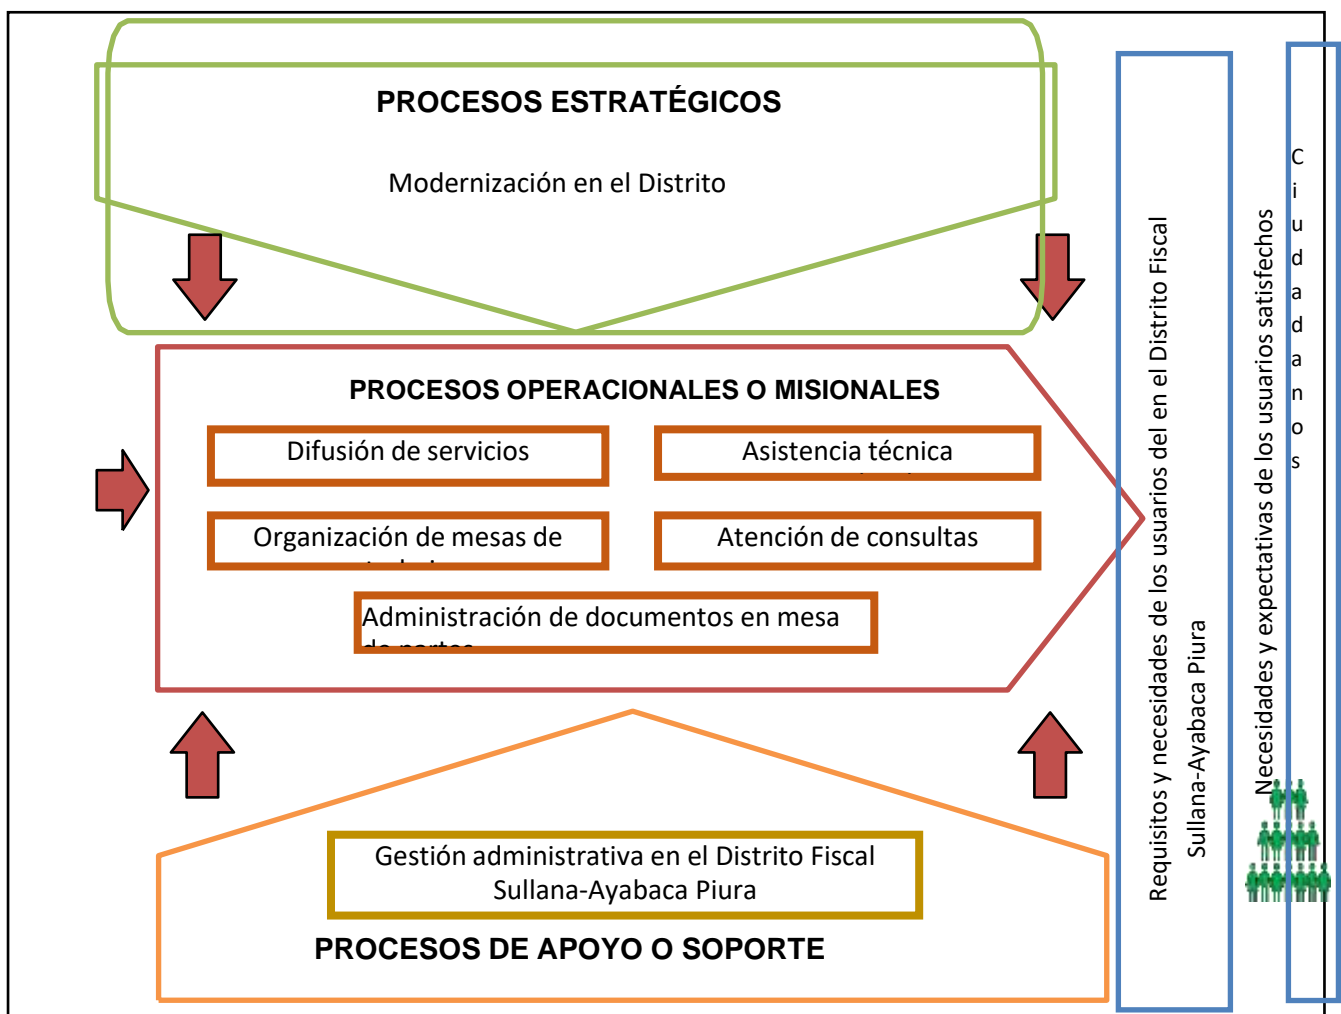 PROCESOS ESTRATÉGICOS
Modernización en el Distrito
PROCESOS OPERACIONALES O MISIONALES
Difusión de servicios
Asistencia técnica
Organización de mesas de
Atención de consultas
Administración de documentos en mesa
de partes
Gestión administrativa en el Distrito Fiscal
Sullana-Ayabaca Piura
PROCESOS DE APOYO O SOPORTE
Requisitos y necesidades de los usuarios del en el Distrito Fiscal
Sullana-Ayabaca Piura
Necesidades y expectativas de los usuarios satisfechos
Ciudadanos